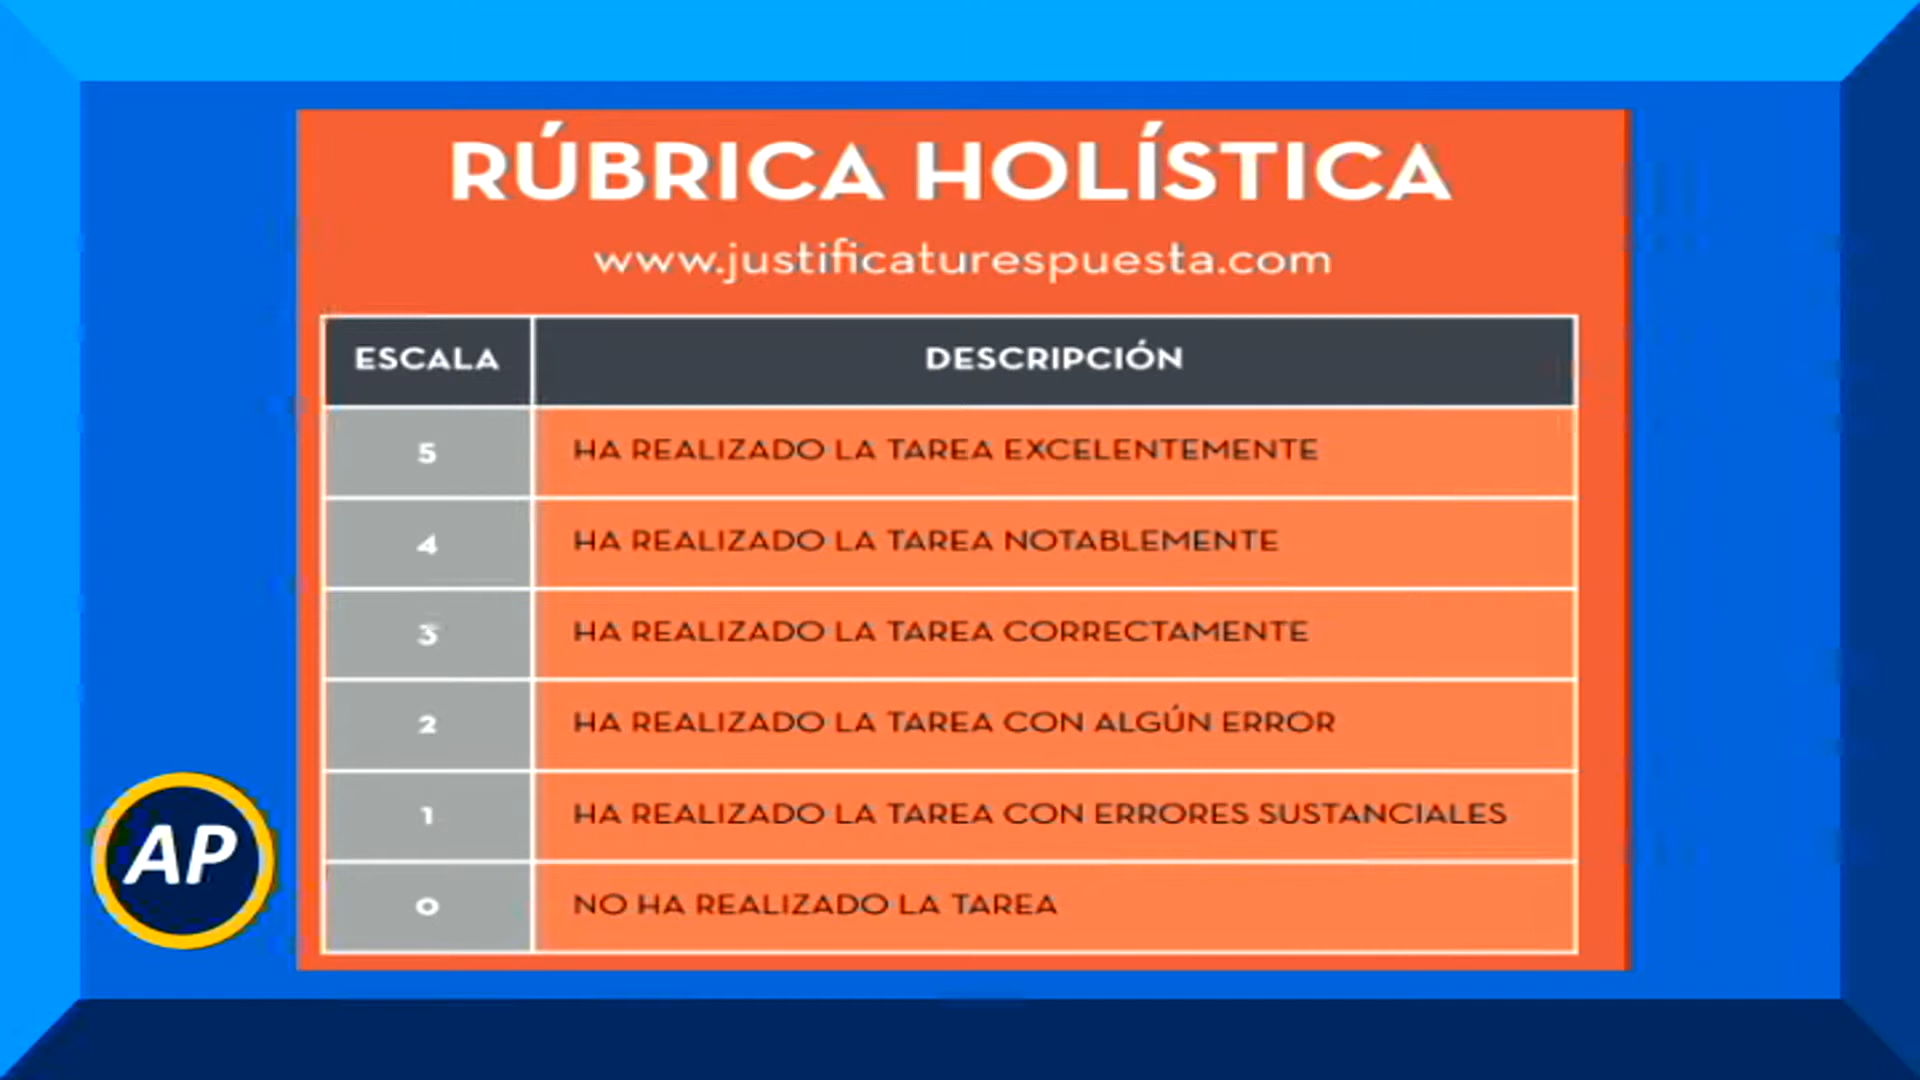 RÚBRICA HOLÍSTICA
www.justificaturespuesta.com
ESCALA DESCRIPCIÓN
5 HA REALIZADO LA TAREA EXCELENTEMENTE
4 HA REALIZADO LA TAREA NOTABLEMENTE
3 HA REALIZADO LA TAREA CORRECTAMENTE
2 HA REALIZADO LA TAREA CON ALGÚN ERROR
1 HA REALIZADO LA TAREA CON ERRORES SUSTANCIALES
0 NO HA REALIZADO LA TAREA
AP